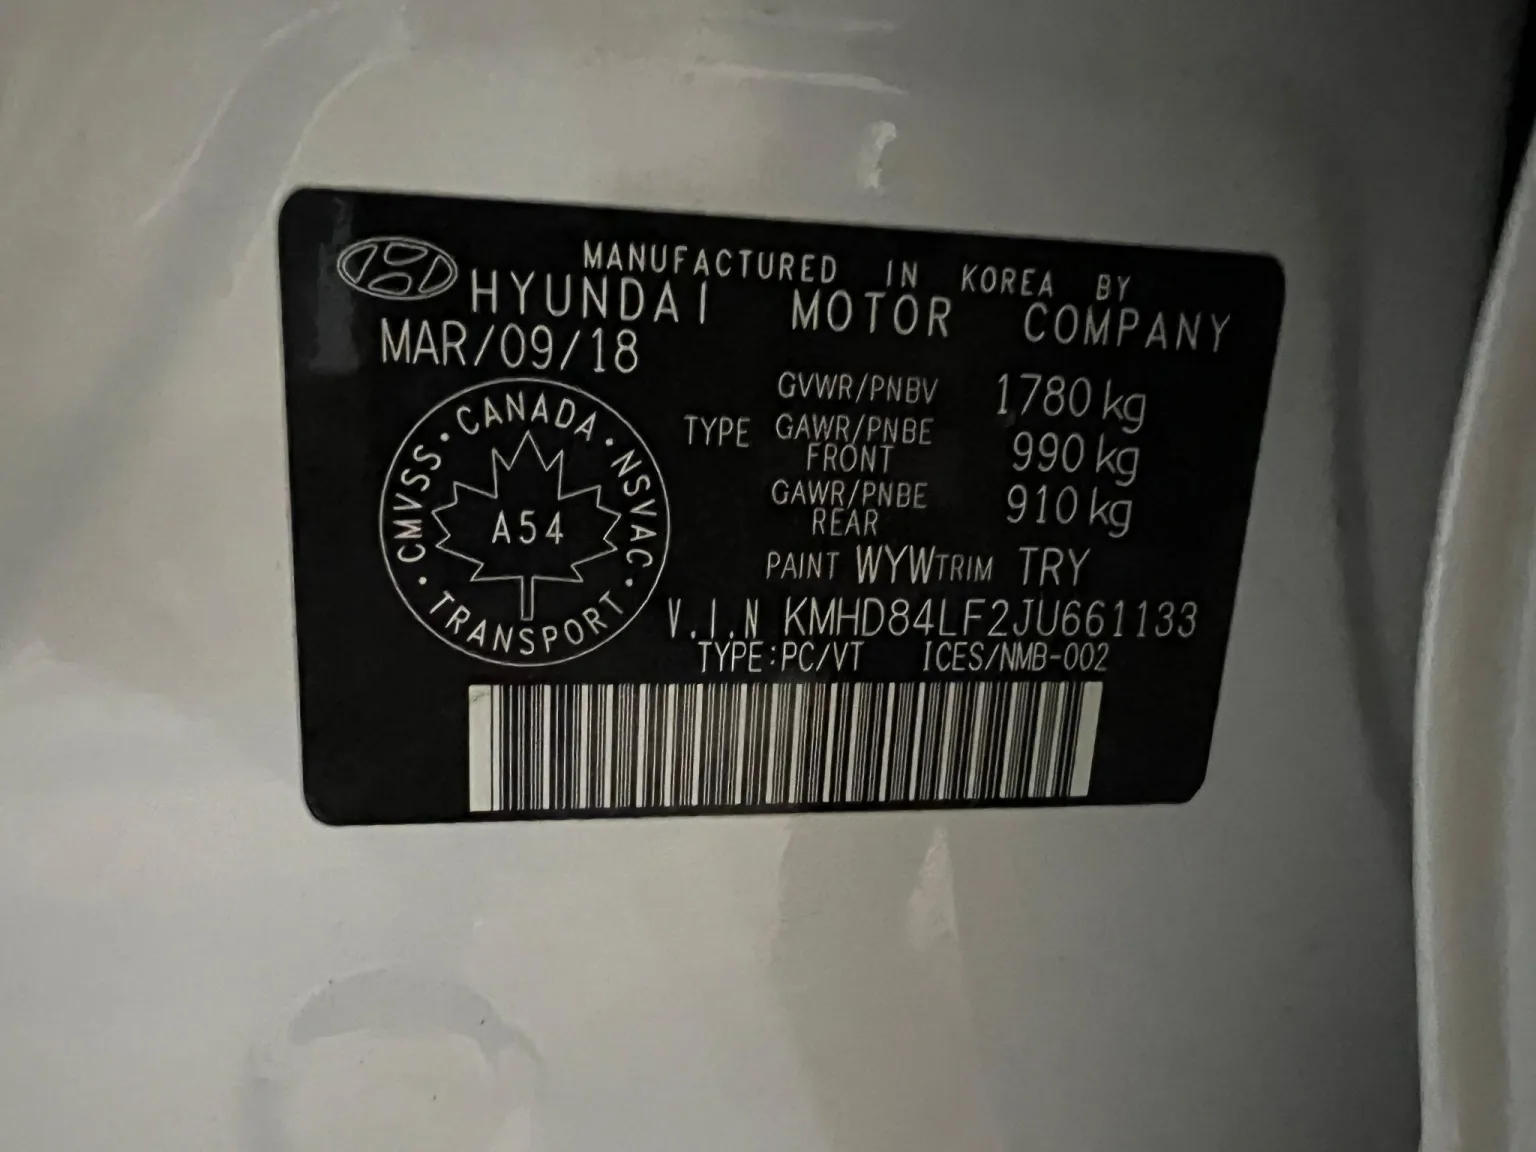 MANUFACTURED IN KOREA BY
HYUNDAI MOTOR COMPANY
MAR/09/18
GVWR/PNBV 1780 kg
TYPE GAWR/PNBE FRONT 990 kg
GAWR/PNBE REAR 910 kg
CMVSS · CANADA · NSVAC · TRANSPORT ·
A54
PAINT WYW TRIM TRY
V.I.N KMHD84LF2JU661133
TYPE:PC/VT ICES/NMB-002